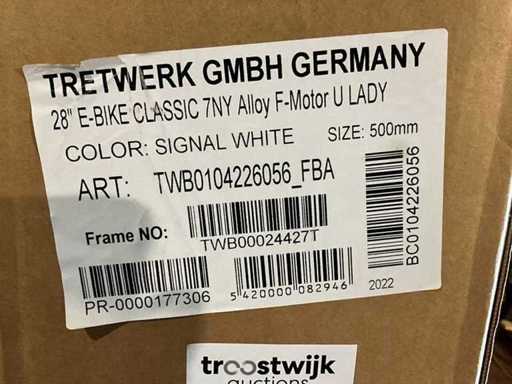 TRETWERK GMBH GERMANY
28" E-BIKE CLASSIC 7NY Alloy F-Motor U LADY
COLOR: SIGNAL WHITE SIZE: 500mm
ART: TWB0104226056_FBA
Frame NO:
TWB00024427T
BC0104226056
PR-0000177306
5 420000 082946
2022
troostwijk
auctions